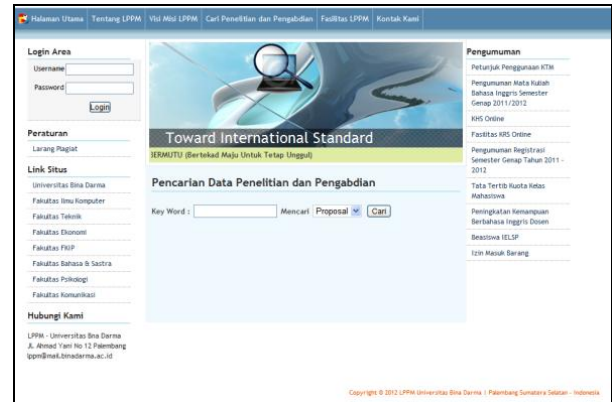 Halaman Utama Tentang LPPM Visi Misi LPPM Cari Penelitian dan Pengabdian Fasilitas LPPM Kontak Kami
Login Area
Username
Password
Login
Peraturan
Larang Plagiat
Link Situs
Universitas Bina Darma
Fakultas Ilmu Komputer
Fakultas Teknik
Fakultas Ekonomi
Fakultas FKIP
Fakultas Bahasa & Sastra
Fakultas Psikologi
Fakultas Komunikasi
Hubungi Kami
LPPM - Universitas Bina Darma
Jl. Ahmad Yani No 12 Palembang
lppm@mail.binadarma.ac.id
Toward International Standard
BERMUTU (Bertekad Maju Untuk Tetap Unggul)
Pencarian Data Penelitian dan Pengabdian
Key Word : Mencari Proposal Cari
Pengumuman
Petunjuk Penggunaan KTM
Pengumuman Mata Kuliah
Bahasa Inggris Semester
Genap 2011/2012
KHS Online
Fasilitas KRS Online
Pengumuman Registrasi
Semester Genap Tahun 2011 -
2012
Tata Tertib Kuota Kelas
Mahasiswa
Peningkatan Kemampuan
Berbahasa Inggris Dosen
Beasiswa IELSP
Izin Masuk Barang
Copyright © 2012 LPPM Universitas Bina Darma | Palembang Sumatera Selatan - Indonesia